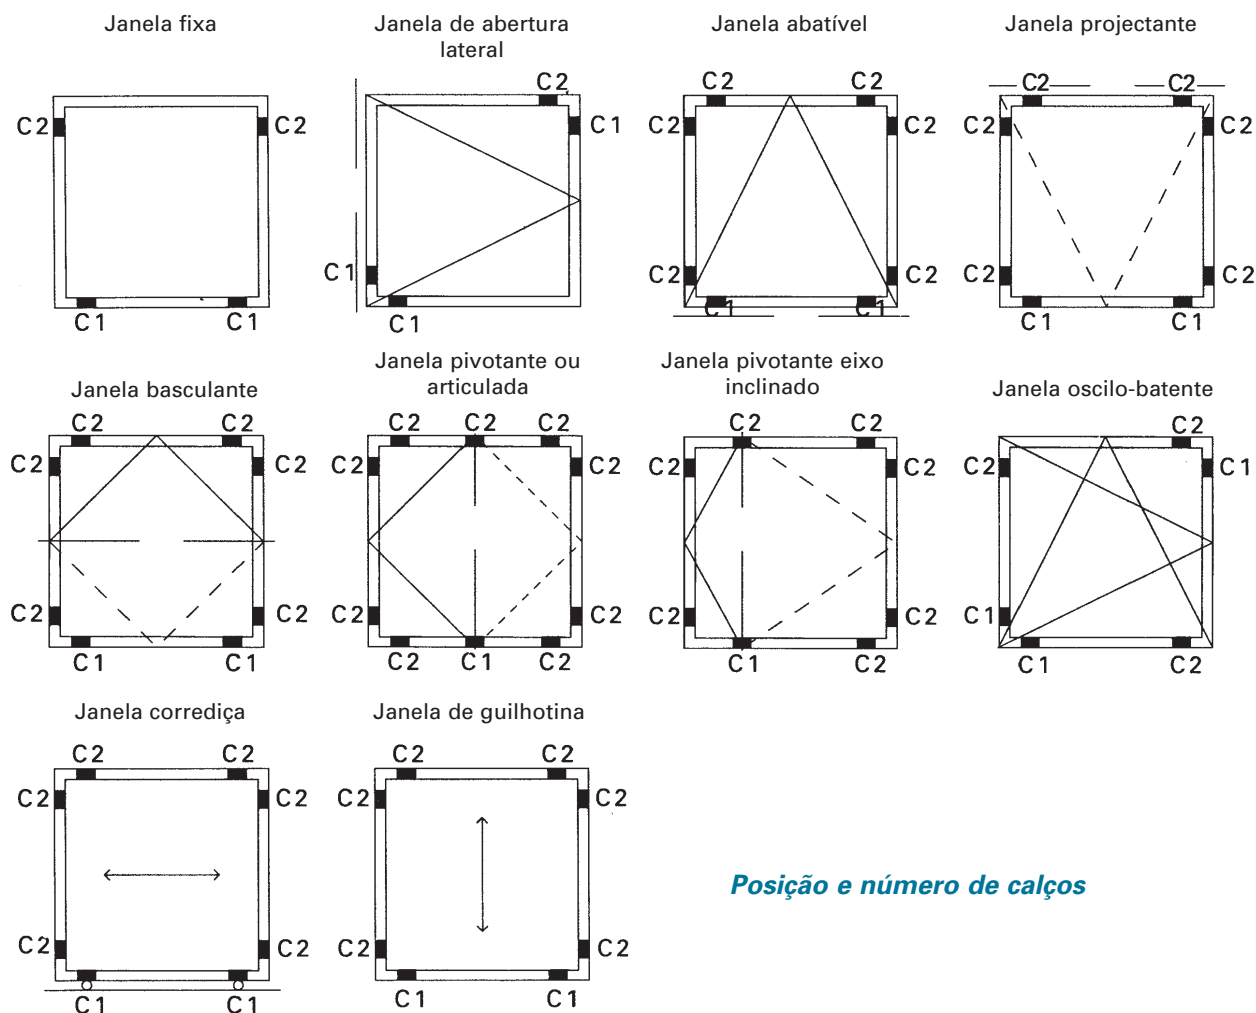 Janela fixa
Janela de abertura
lateral
Janela abatível
Janela projectante
C2
C2
C1
C1
C2
C1
C1
C1
C2
C2
C2
C2
C2
C2
C1
C1
C2
C2
C2
C2
C2
C2
C1
C1
Janela basculante
Janela pivotante ou
articulada
Janela pivotante eixo
inclinado
Janela oscilo-batente
C2
C2
C2
C2
C2
C2
C1
C1
C2
C2
C2
C2
C2
C2
C1
C2
C2
C2
C2
C2
C2
C1
C2
C2
C2
C1
C1
C1
C2
Janela corrediça
Janela de guilhotina
C2
C2
C2
C2
C2
C2
C1
C1
C2
C2
C2
C2
C2
C2
C1
C1
Posição e número de calços